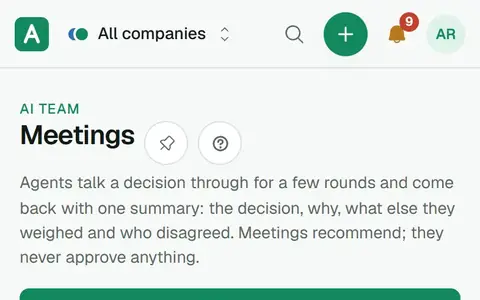 A
All companies
9
AR
AI TEAM
Meetings
Agents talk a decision through for a few rounds and come
back with one summary: the decision, why, what else they
weighed and who disagreed. Meetings recommend; they
never approve anything.